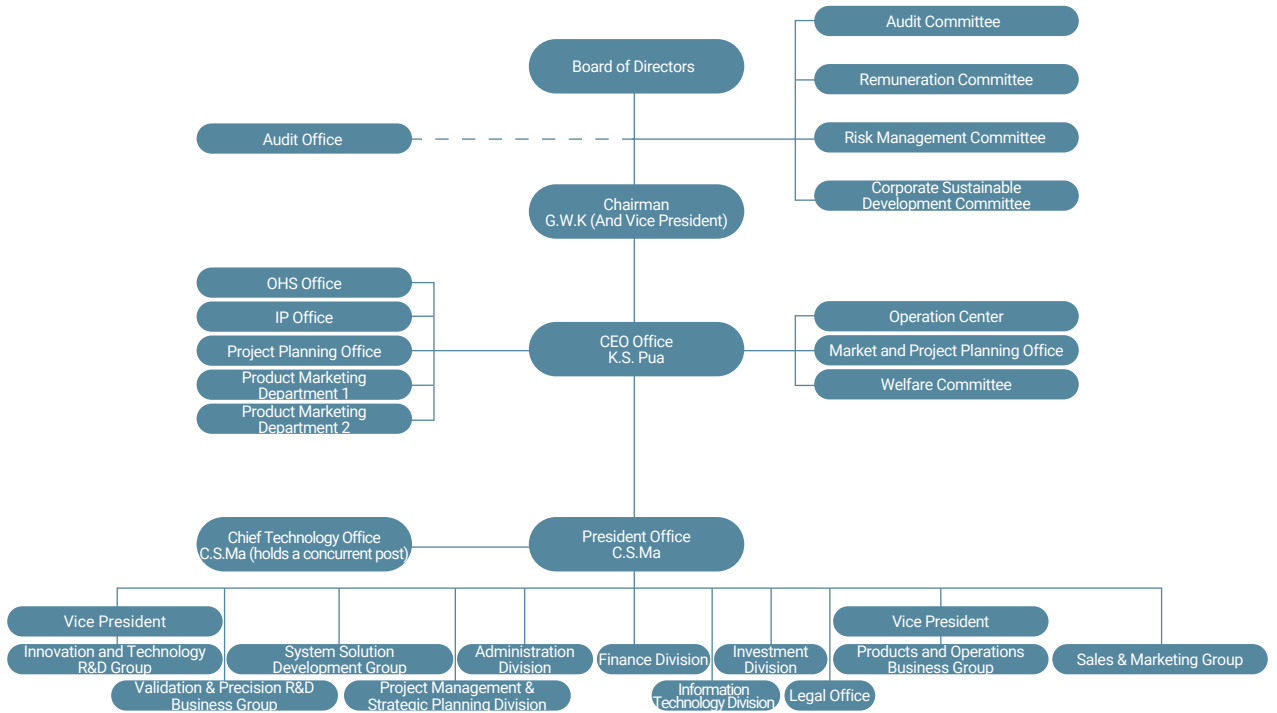 Audit Committee
Board of Directors
Remuneration Committee
Audit Office
Risk Management Committee
Corporate Sustainable
Development Committee
Chairman
G.W.K (And Vice President)
OHS Office
IP Office
Project Planning Office
Product Marketing
Department 1
Product Marketing
Department 2
CEO Office
K.S. Pua
Operation Center
Market and Project Planning Office
Welfare Committee
Chief Technology Office
C.S.Ma (holds a concurrent post)
President Office
C.S.Ma
Vice President
Innovation and Technology
R&D Group
Validation & Precision R&D
Business Group
System Solution
Development Group
Project Management &
Strategic Planning Division
Administration
Division
Finance Division
Information
Technology Division
Investment
Division
Legal Office
Vice President
Products and Operations
Business Group
Sales & Marketing Group